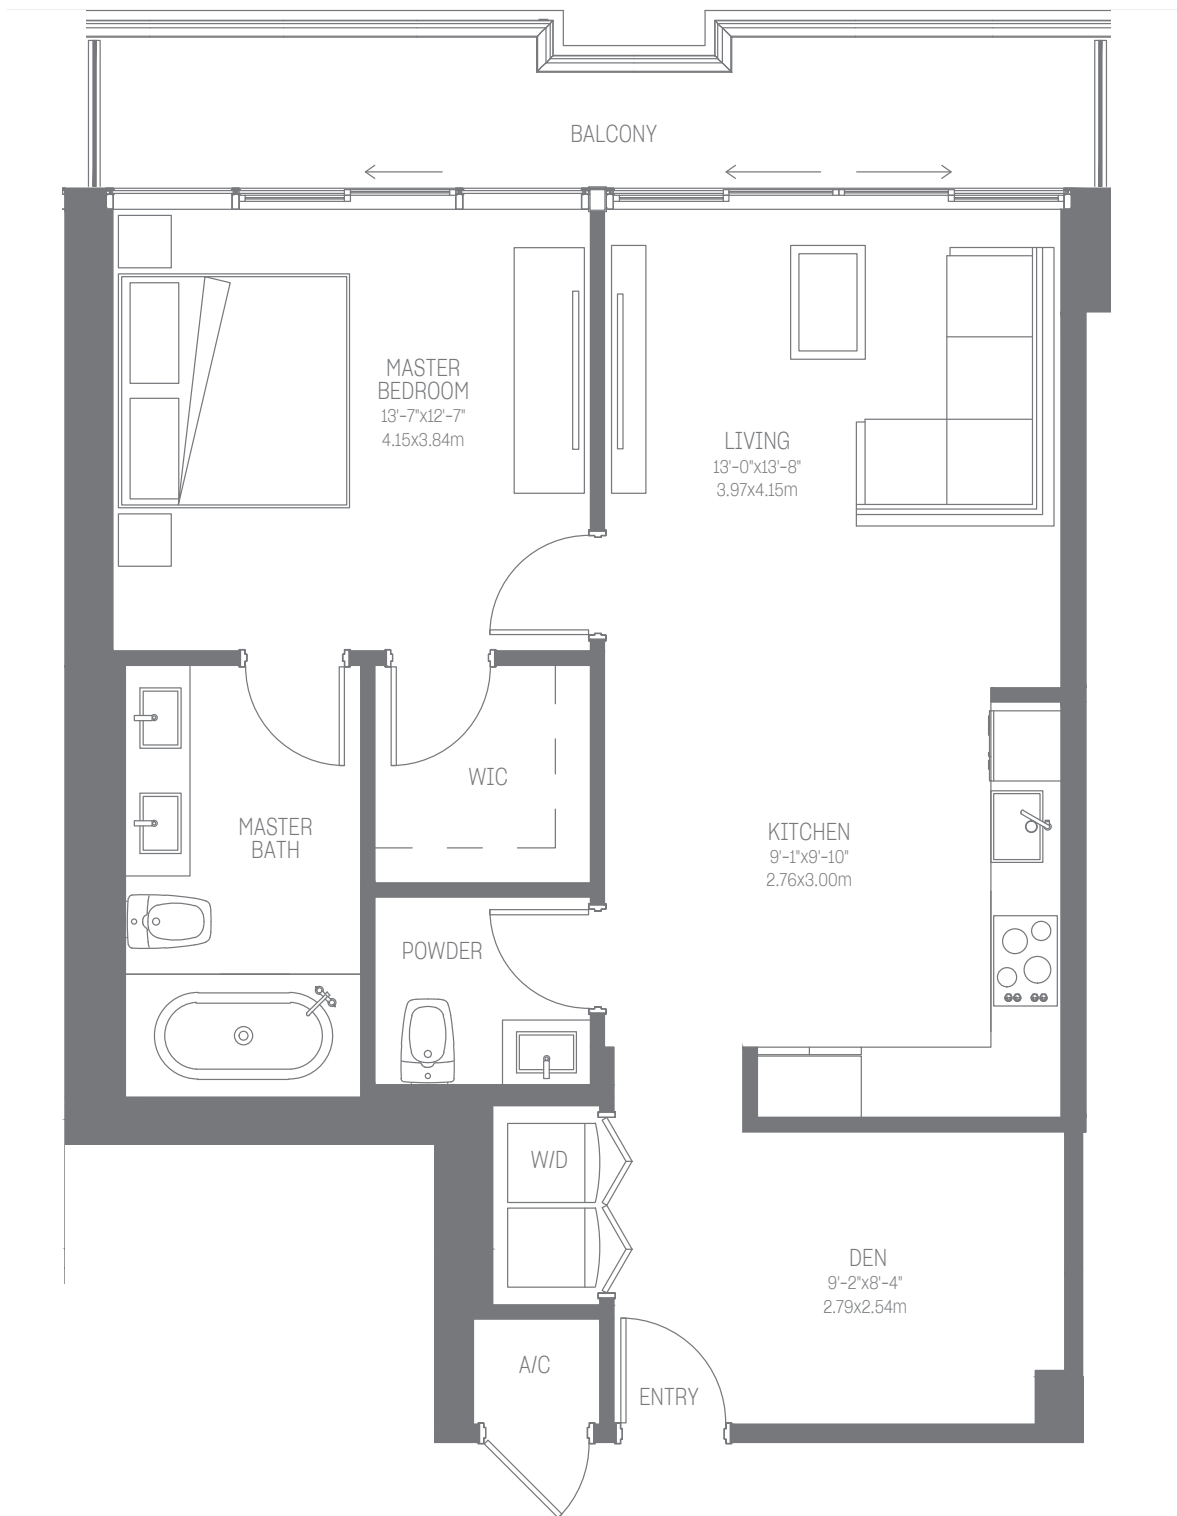 BALCONY
MASTER
BEDROOM
13'-7"x12'-7"
4.15x3.84m
LIVING
13'-0"x13'-8"
3.97x4.15m
WIC
MASTER
BATH
KITCHEN
9'-1"x9'-10"
2.76x3.00m
POWDER
W/D
DEN
9'-2"x8'-4"
2.79x2.54m
A/C
ENTRY